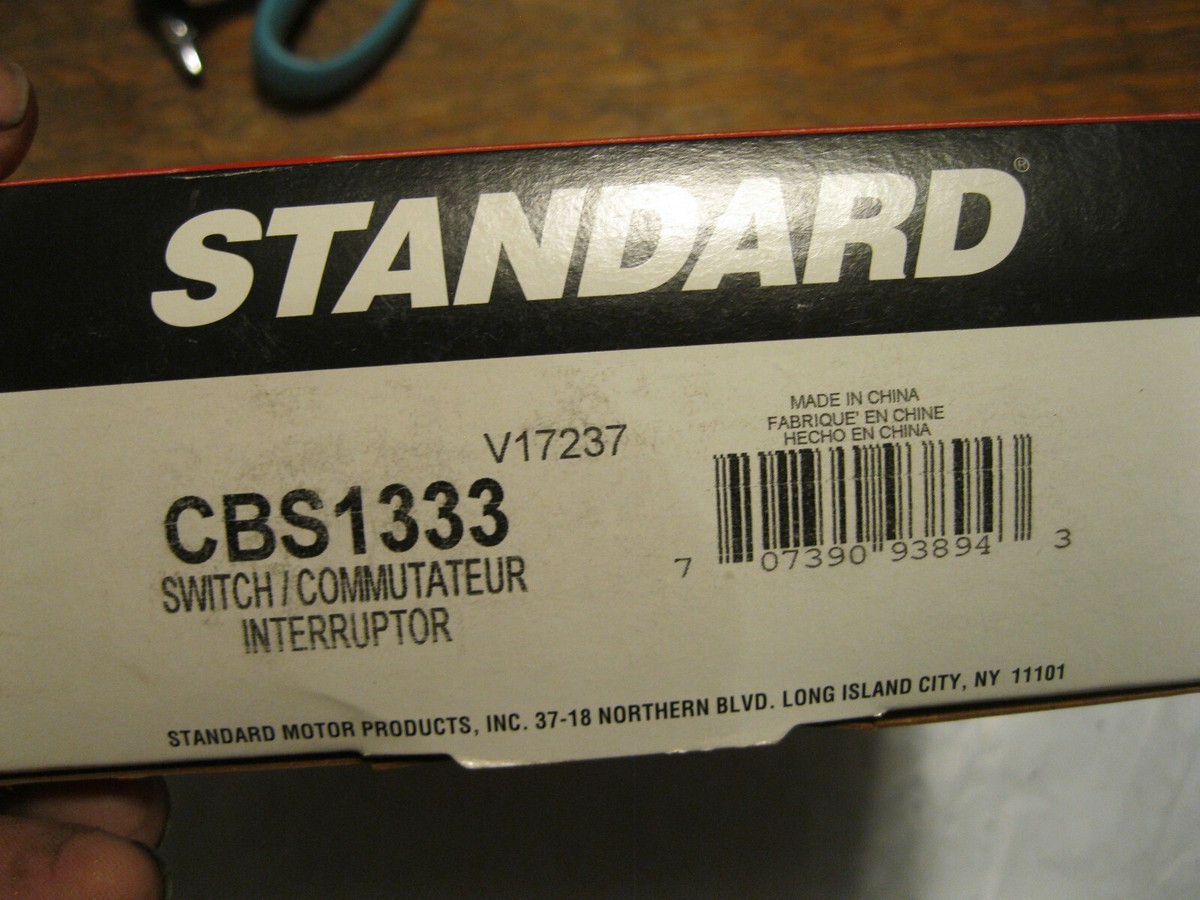 STANDARD®
MADE IN CHINA
FABRIQUE' EN CHINE
HECHO EN CHINA
V17237
CBS1333
SWITCH / COMMUTATEUR
INTERRUPTOR
7 07390 93894 3
STANDARD MOTOR PRODUCTS, INC. 37-18 NORTHERN BLVD. LONG ISLAND CITY, NY 11101